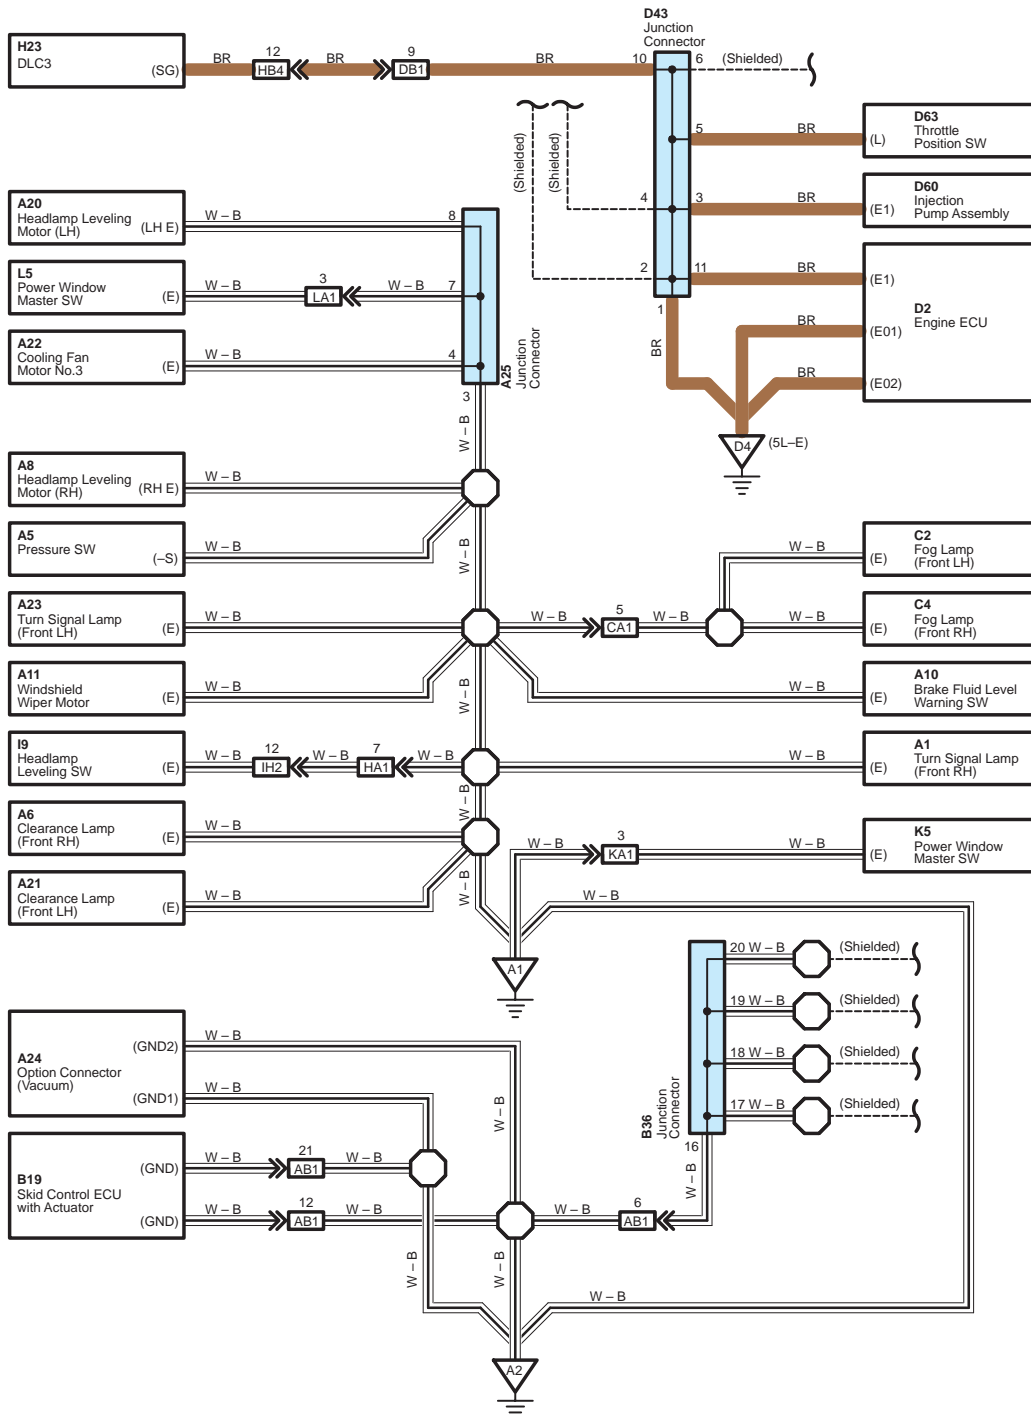 D43
Junction
Connector
H23
DLC3
(SG)
BR
12
HB4
BR
9
DB1
BR
10
6
(Shielded)
5
BR
(L)
D63
Throttle
Position SW
(Shielded)
(Shielded)
4
3
BR
(E1)
D60
Injection
Pump Assembly
A20
Headlamp Leveling
Motor (LH)
(LH E)
W – B
8
2
11
BR
(E1)
L5
Power Window
Master SW
(E)
W – B
3
LA1
W – B
7
1
BR
BR
(E01)
D2
Engine ECU
A22
Cooling Fan
Motor No.3
(E)
W – B
4
A25
Junction
Connector
BR
(E02)
3
W – B
D4
(5L–E)
A8
Headlamp Leveling
Motor (RH)
(RH E)
W – B
A5
Pressure SW
(–S)
W – B
W – B
W – B
(E)
C2
Fog Lamp
(Front LH)
A23
Turn Signal Lamp
(Front LH)
(E)
W – B
W – B
5
CA1
W – B
W – B
(E)
C4
Fog Lamp
(Front RH)
A11
Windshield
Wiper Motor
(E)
W – B
W – B
W – B
(E)
A10
Brake Fluid Level
Warning SW
I9
Headlamp
Leveling SW
(E)
W – B
12
IH2
W – B
7
HA1
W – B
W – B
(E)
A1
Turn Signal Lamp
(Front RH)
W – B
A6
Clearance Lamp
(Front RH)
(E)
W – B
W – B
3
KA1
W – B
(E)
K5
Power Window
Master SW
A21
Clearance Lamp
(Front LH)
(E)
W – B
W – B
W – B
A1
20 W – B
(Shielded)
19 W – B
(Shielded)
18 W – B
(Shielded)
17 W – B
(Shielded)
B36
Junction
Connector
16
W – B
A24
Option Connector
(Vacuum)
(GND2)
W – B
(GND1)
W – B
W – B
B19
Skid Control ECU
with Actuator
(GND)
W – B
21
AB1
W – B
(GND)
W – B
12
AB1
W – B
W – B
6
AB1
W – B
W – B
W – B
A2